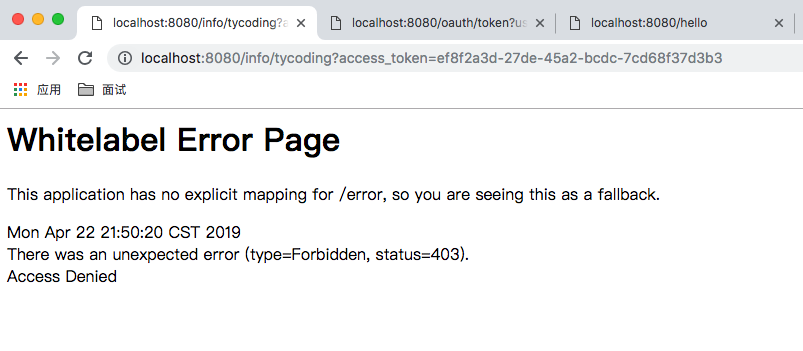 localhost:8080/info/tycoding?a
localhost:8080/oauth/token?us
localhost:8080/hello
localhost:8080/info/tycoding?access_token=ef8f2a3d-27de-45a2-bcdc-7cd68f37d3b3
应用 面试
Whitelabel Error Page
This application has no explicit mapping for /error, so you are seeing this as a fallback.
Mon Apr 22 21:50:20 CST 2019
There was an unexpected error (type=Forbidden, status=403).
Access Denied